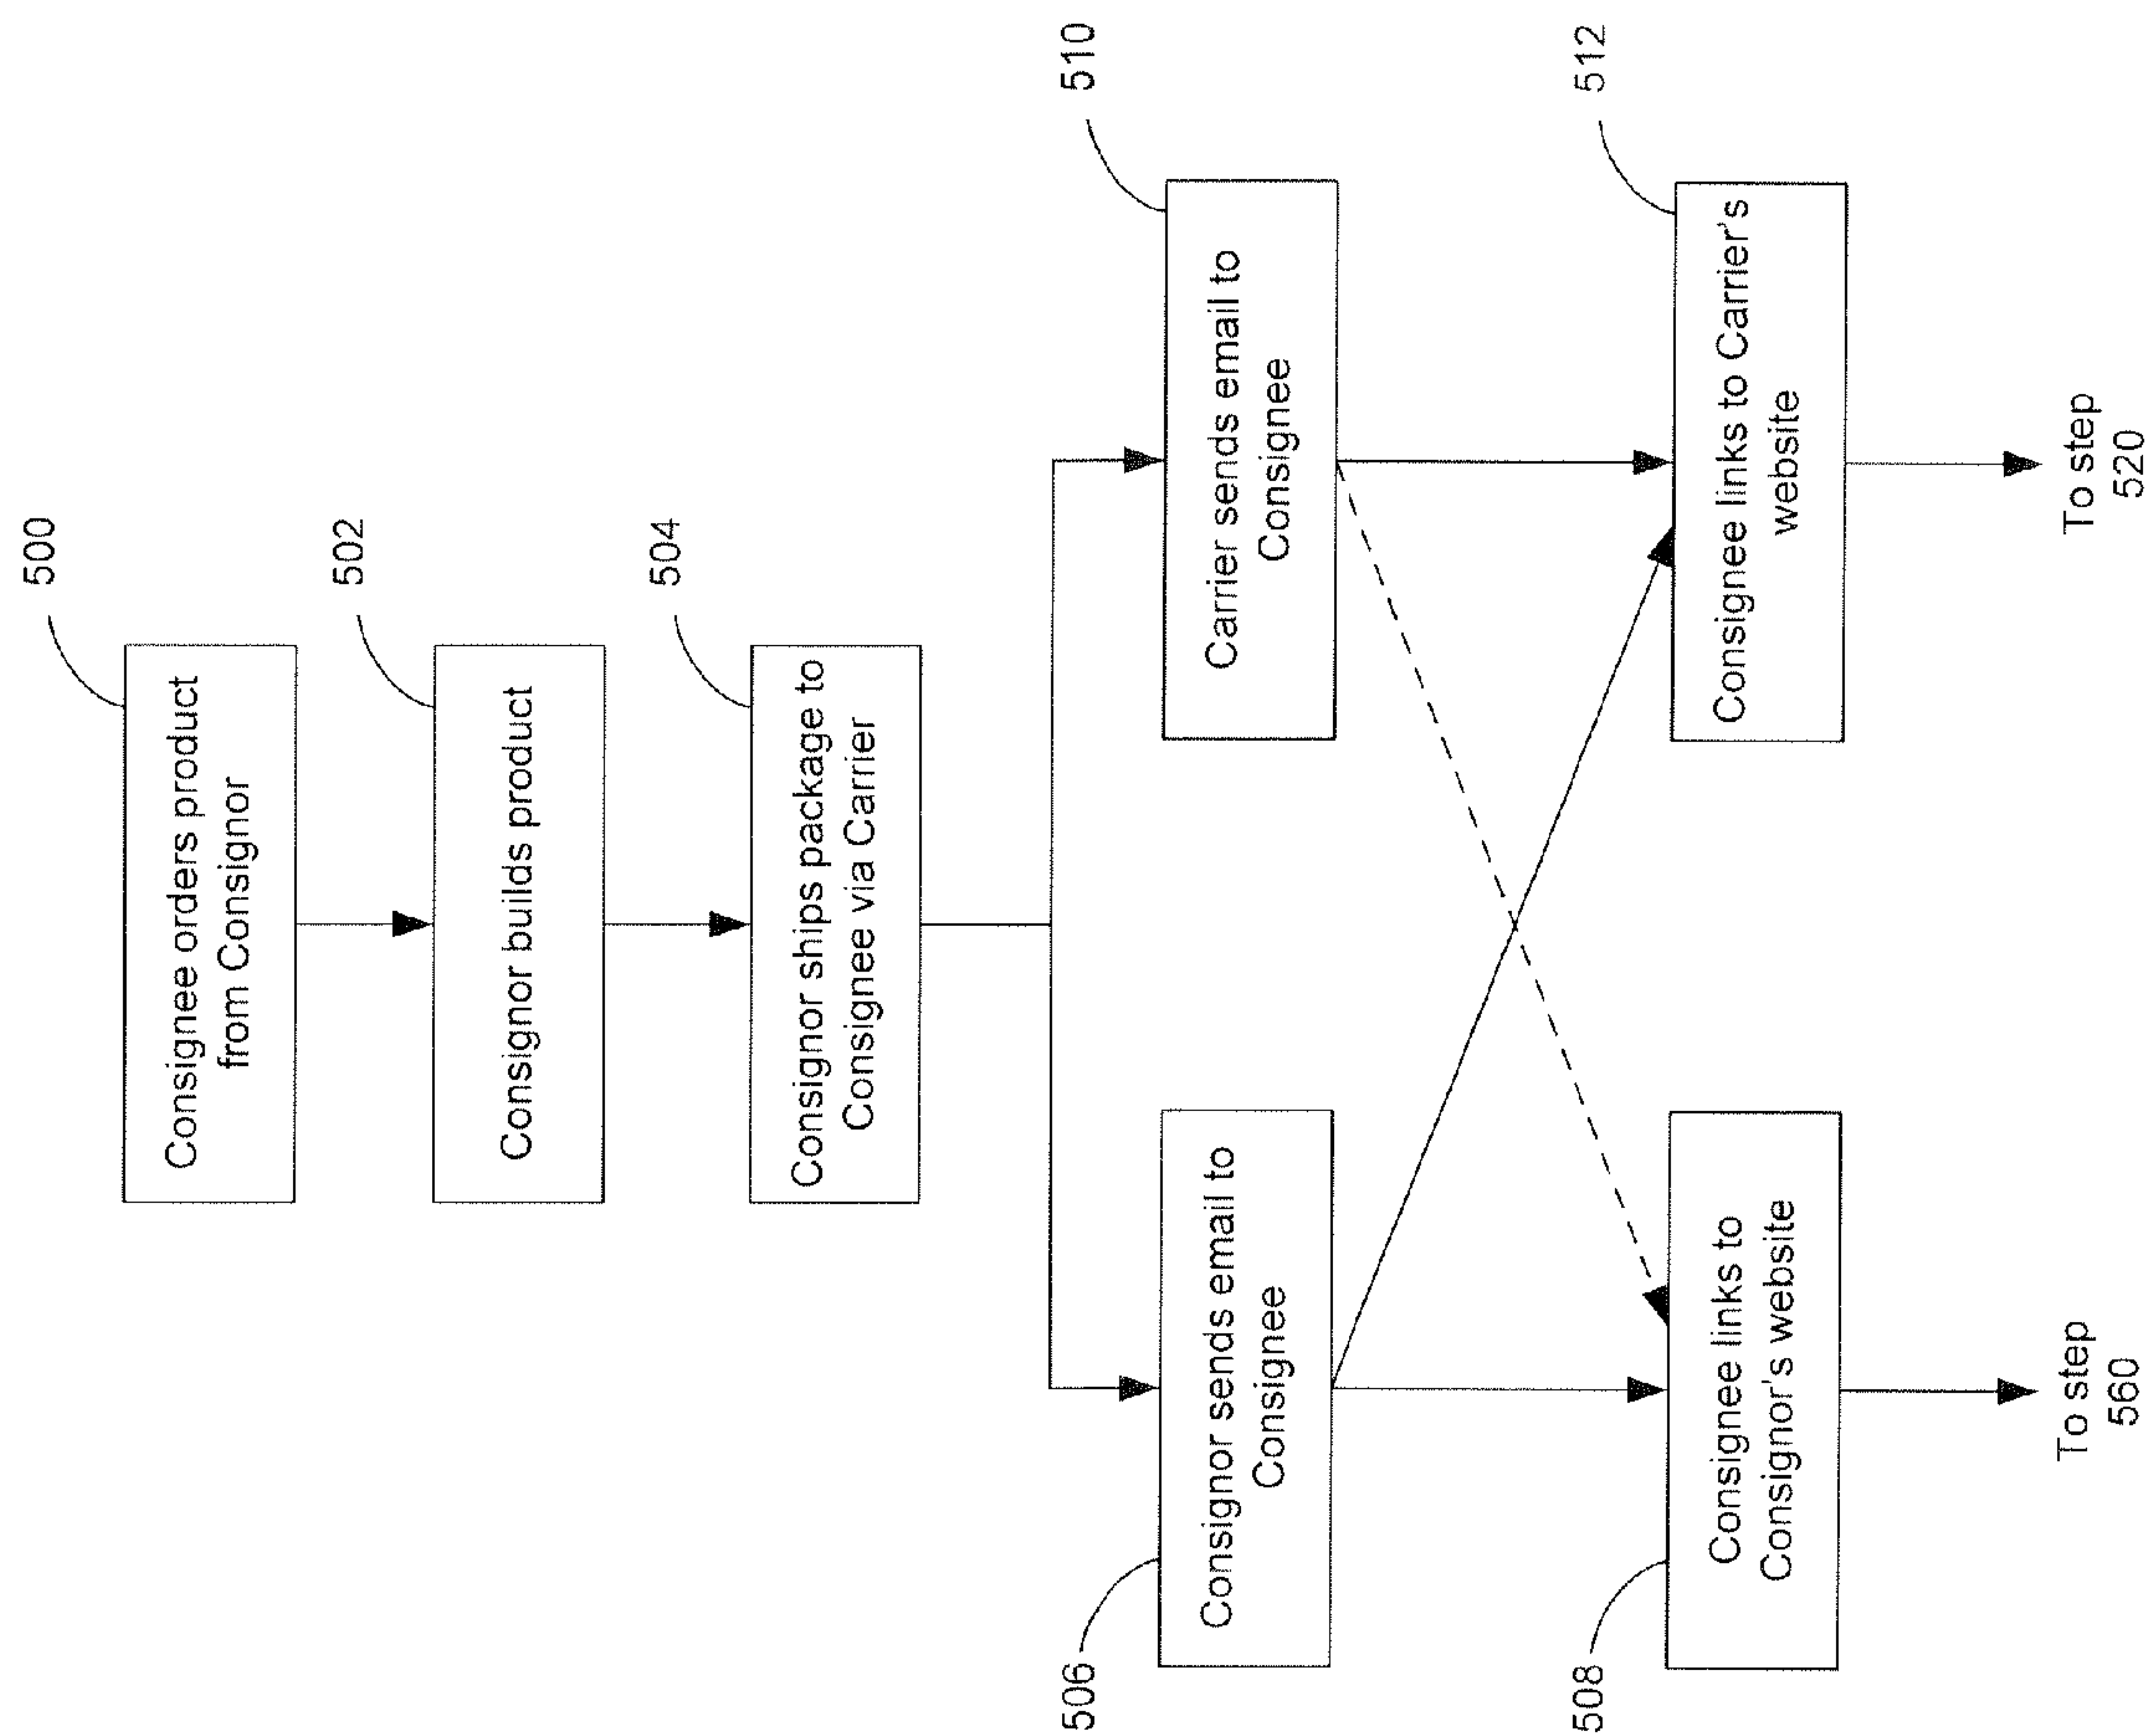 500
Consignee orders product
from Consignor
502
Consignor builds product
504
Consignor ships package to
Consignee via Carrier
506
Consignor sends email to
Consignee
510
Carrier sends email to
Consignee
508
Consignee links to
Consignor's website
512
Consignee links to Carrier's
website
To step
560
To step
520